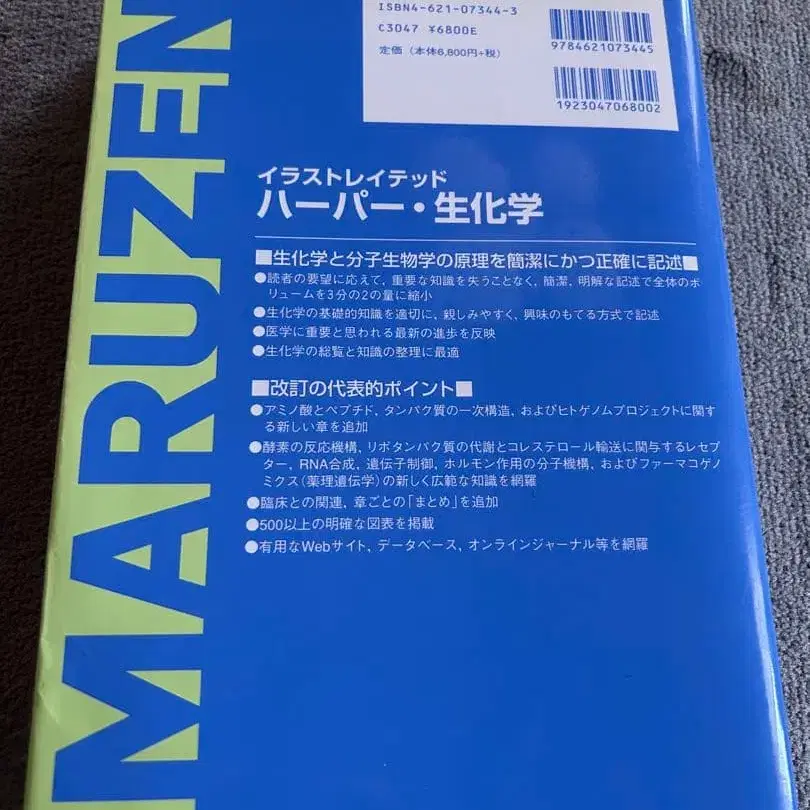 ISBN4-621-07344-3
C3047 ¥6800E
定価（本体6,800円+税）
9784621073445
1923047068002
MARUZEN
イラストレイテッド
ハーパー・生化学
■生化学と分子生物学の原理を簡潔にかつ正確に記述■
●読者の要望に応えて，重要な知識を失うことなく，簡潔，明解な記述で全体のボ
リュームを3分の2の量に縮小
●生化学の基礎的知識を適切に，親しみやすく，興味のもてる方式で記述
●医学に重要と思われる最新の進歩を反映
●生化学の総覧と知識の整理に最適
■改訂の代表的ポイント■
●アミノ酸とペプチド，タンパク質の一次構造，およびヒトゲノムプロジェクトに関す
る新しい章を追加
●酵素の反応機構，リポタンパク質の代謝とコレステロール輸送に関与するレセプ
ター，RNA合成，遺伝子制御，ホルモン作用の分子機構，およびファーマコゲノ
ミクス（薬理遺伝学）の新しく広範な知識を網羅
●臨床との関連，章ごとの「まとめ」を追加
●500以上の明確な図表を掲載
●有用なWebサイト，データベース，オンラインジャーナル等を網羅